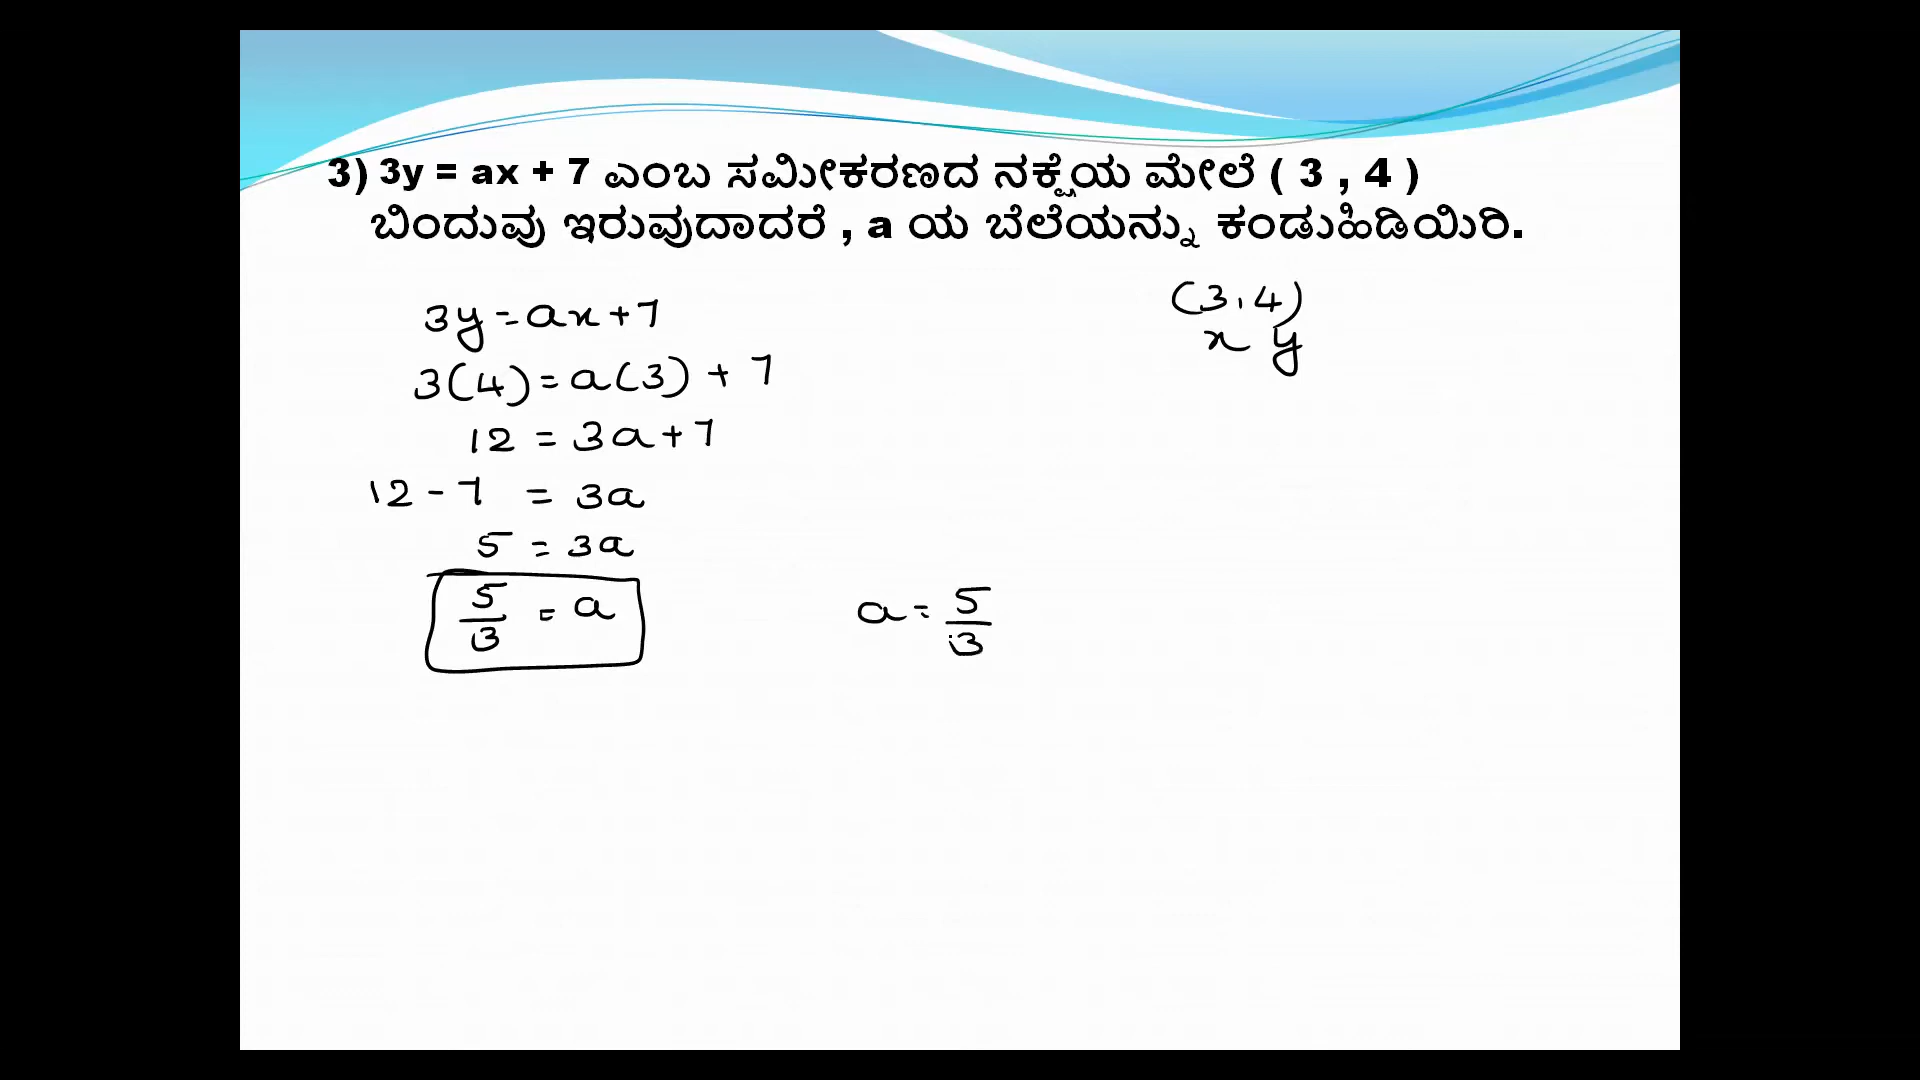 3) 3y = ax + 7 ಎಂಬ ಸಮೀಕರಣದ ನಕ್ಷೆಯ ಮೇಲೆ ( 3 , 4 )
ಬಿಂದುವು ಇರುವುದಾದರೆ , a ಯ ಬೆಲೆಯನ್ನು ಕಂಡುಹಿಡಿಯಿರಿ.
(3,4)
x y
3y = ax + 7
3(4) = a(3) + 7
12 = 3a + 7
12 - 7 = 3a
5 = 3a
5/3 = a
a = 5/3